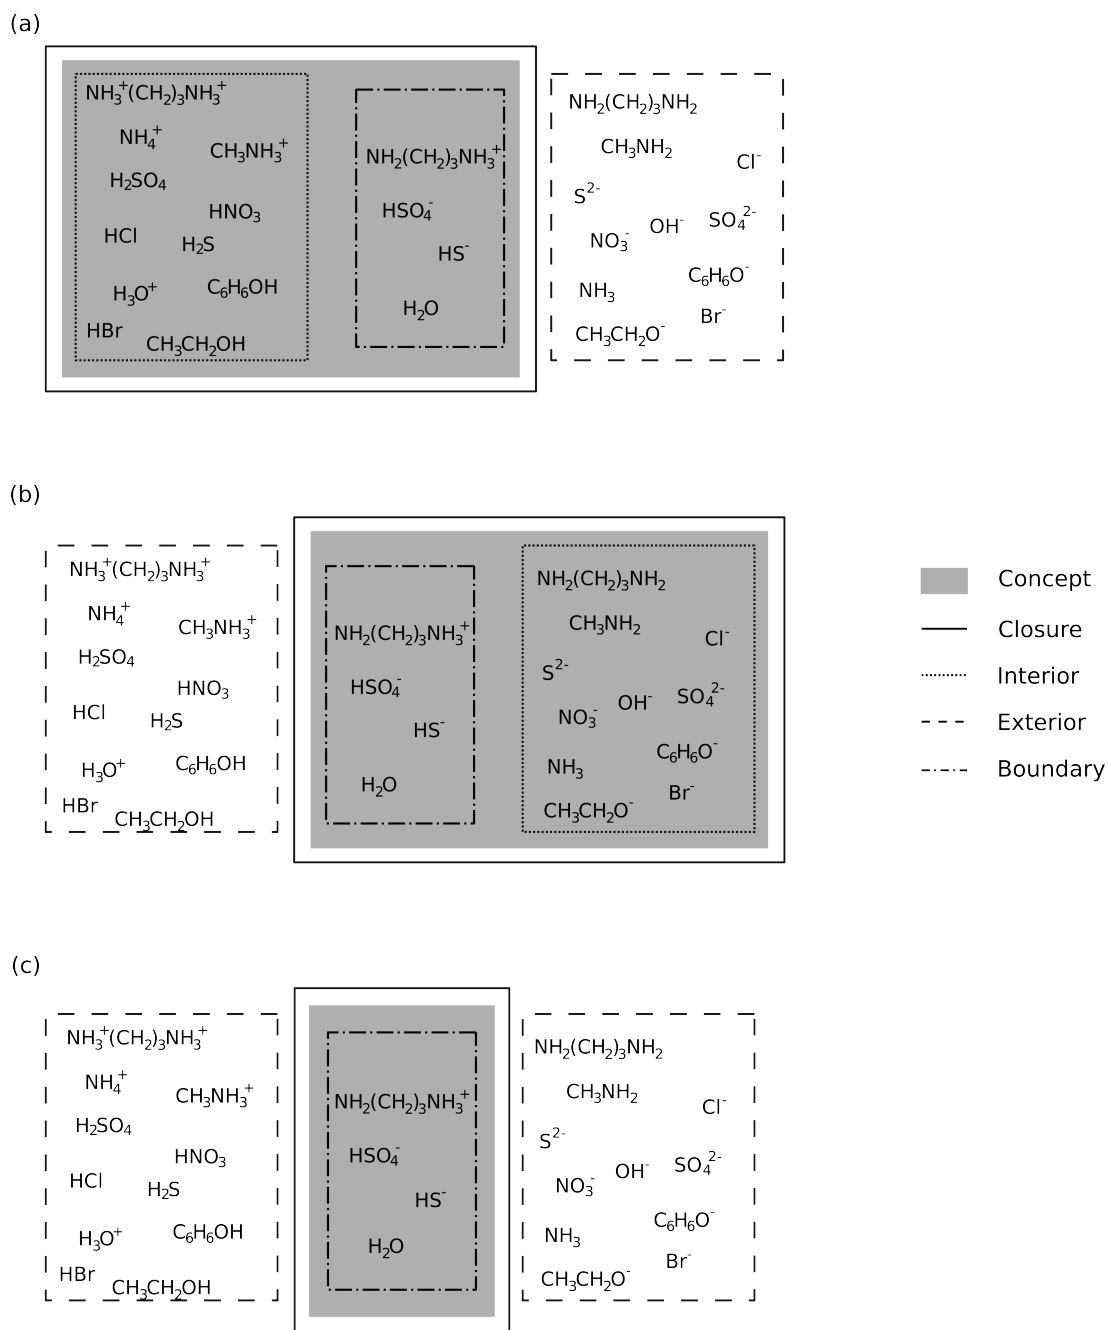 (a)
NH₃⁺(CH₂)₃NH₃⁺
NH₄⁺
CH₃NH₃⁺
H₂SO₄
HNO₃
HCl
H₂S
H₃O⁺
C₆H₆OH
HBr
CH₃CH₂OH
NH₂(CH₂)₃NH₃⁺
HSO₄⁻
HS⁻
H₂O
NH₂(CH₂)₃NH₂
CH₃NH₂
Cl⁻
S²⁻
SO₄²⁻
OH⁻
NO₃⁻
C₆H₆O⁻
NH₃
Br⁻
CH₃CH₂O⁻
(b)
NH₃⁺(CH₂)₃NH₃⁺
NH₄⁺
CH₃NH₃⁺
H₂SO₄
HNO₃
HCl
H₂S
H₃O⁺
C₆H₆OH
HBr
CH₃CH₂OH
NH₂(CH₂)₃NH₃⁺
HSO₄⁻
HS⁻
H₂O
NH₂(CH₂)₃NH₂
CH₃NH₂
Cl⁻
S²⁻
SO₄²⁻
OH⁻
NO₃⁻
C₆H₆O⁻
NH₃
Br⁻
CH₃CH₂O⁻
Concept
Closure
Interior
Exterior
Boundary
(c)
NH₃⁺(CH₂)₃NH₃⁺
NH₄⁺
CH₃NH₃⁺
H₂SO₄
HNO₃
HCl
H₂S
H₃O⁺
C₆H₆OH
HBr
CH₃CH₂OH
NH₂(CH₂)₃NH₃⁺
HSO₄⁻
HS⁻
H₂O
NH₂(CH₂)₃NH₂
CH₃NH₂
Cl⁻
S²⁻
SO₄²⁻
OH⁻
NO₃⁻
C₆H₆O⁻
NH₃
Br⁻
CH₃CH₂O⁻